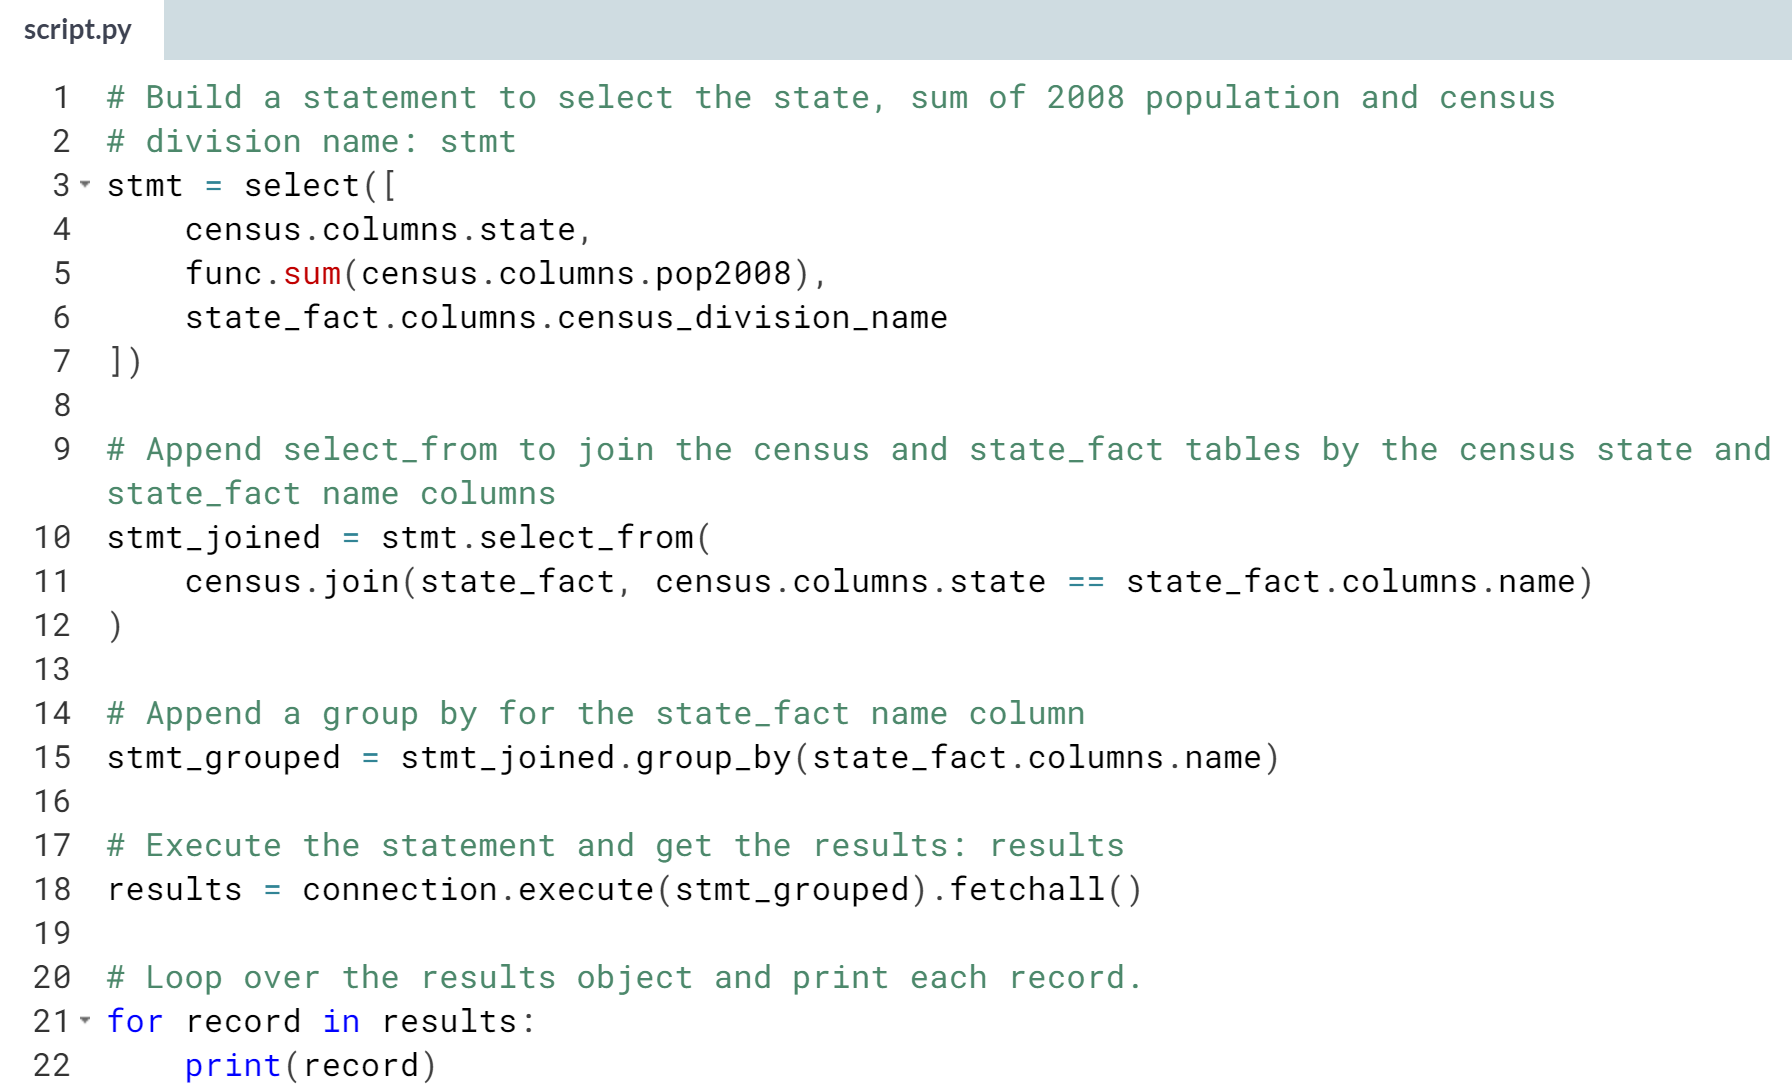 script.py
1 # Build a statement to select the state, sum of 2008 population and census
2 # division name: stmt
3 stmt = select([
4     census.columns.state,
5     func.sum(census.columns.pop2008),
6     state_fact.columns.census_division_name
7 ])
8
9 # Append select_from to join the census and state_fact tables by the census state and
state_fact name columns
10 stmt_joined = stmt.select_from(
11     census.join(state_fact, census.columns.state == state_fact.columns.name)
12 )
13
14 # Append a group by for the state_fact name column
15 stmt_grouped = stmt_joined.group_by(state_fact.columns.name)
16
17 # Execute the statement and get the results: results
18 results = connection.execute(stmt_grouped).fetchall()
19
20 # Loop over the results object and print each record.
21 for record in results:
22     print(record)